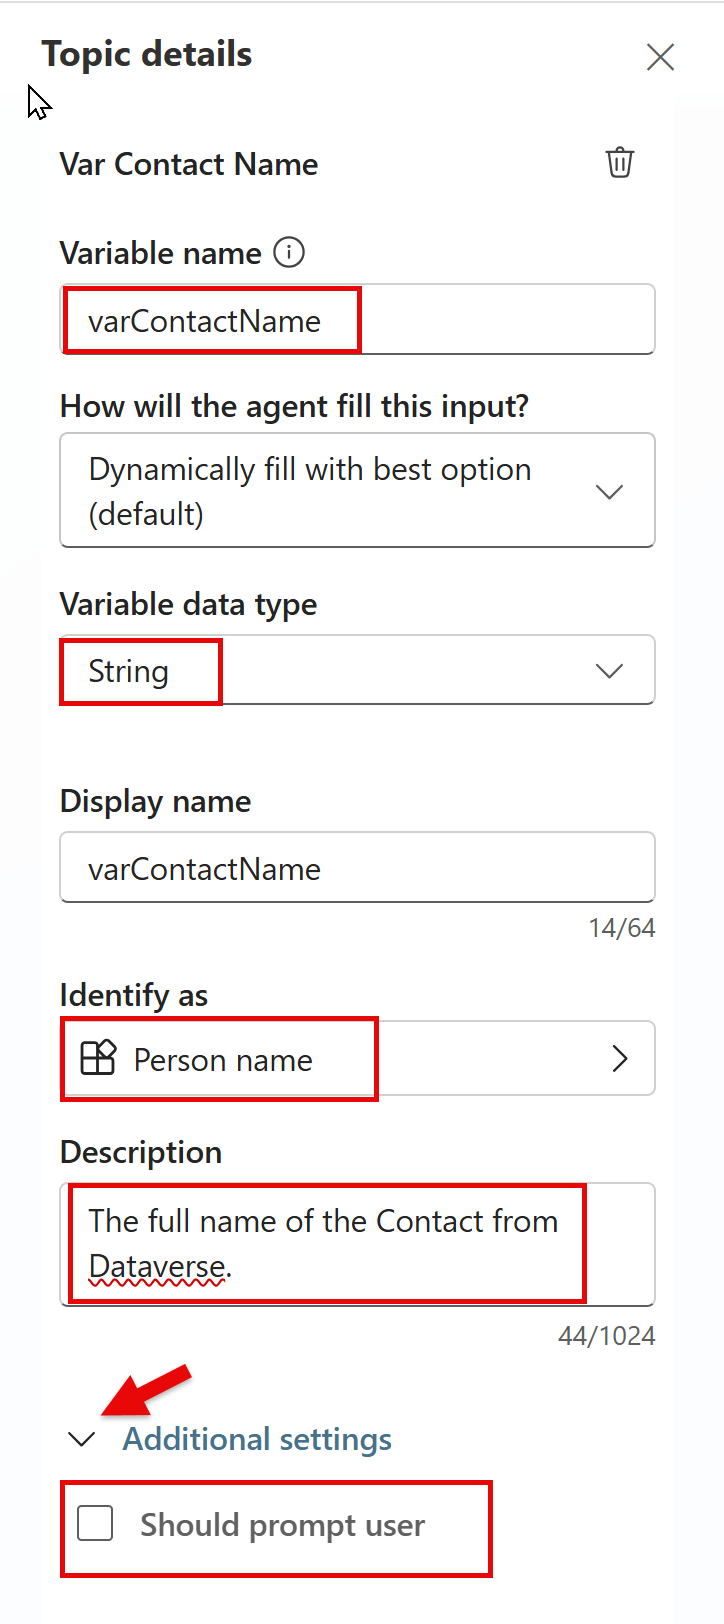 Topic details
Var Contact Name
Variable name
varContactName
How will the agent fill this input?
Dynamically fill with best option
(default)
Variable data type
String
Display name
varContactName
14/64
Identify as
Person name
Description
The full name of the Contact from
Dataverse.
44/1024
Additional settings
Should prompt user